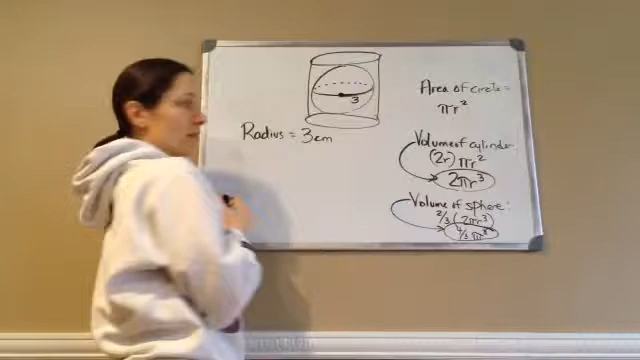 3
Radius = 3cm
Area of circle =
πr²
Volume of cylinder
(2r) πr²
2πr³
Volume of sphere:
2/3 (2πr³)
4/3 πr³